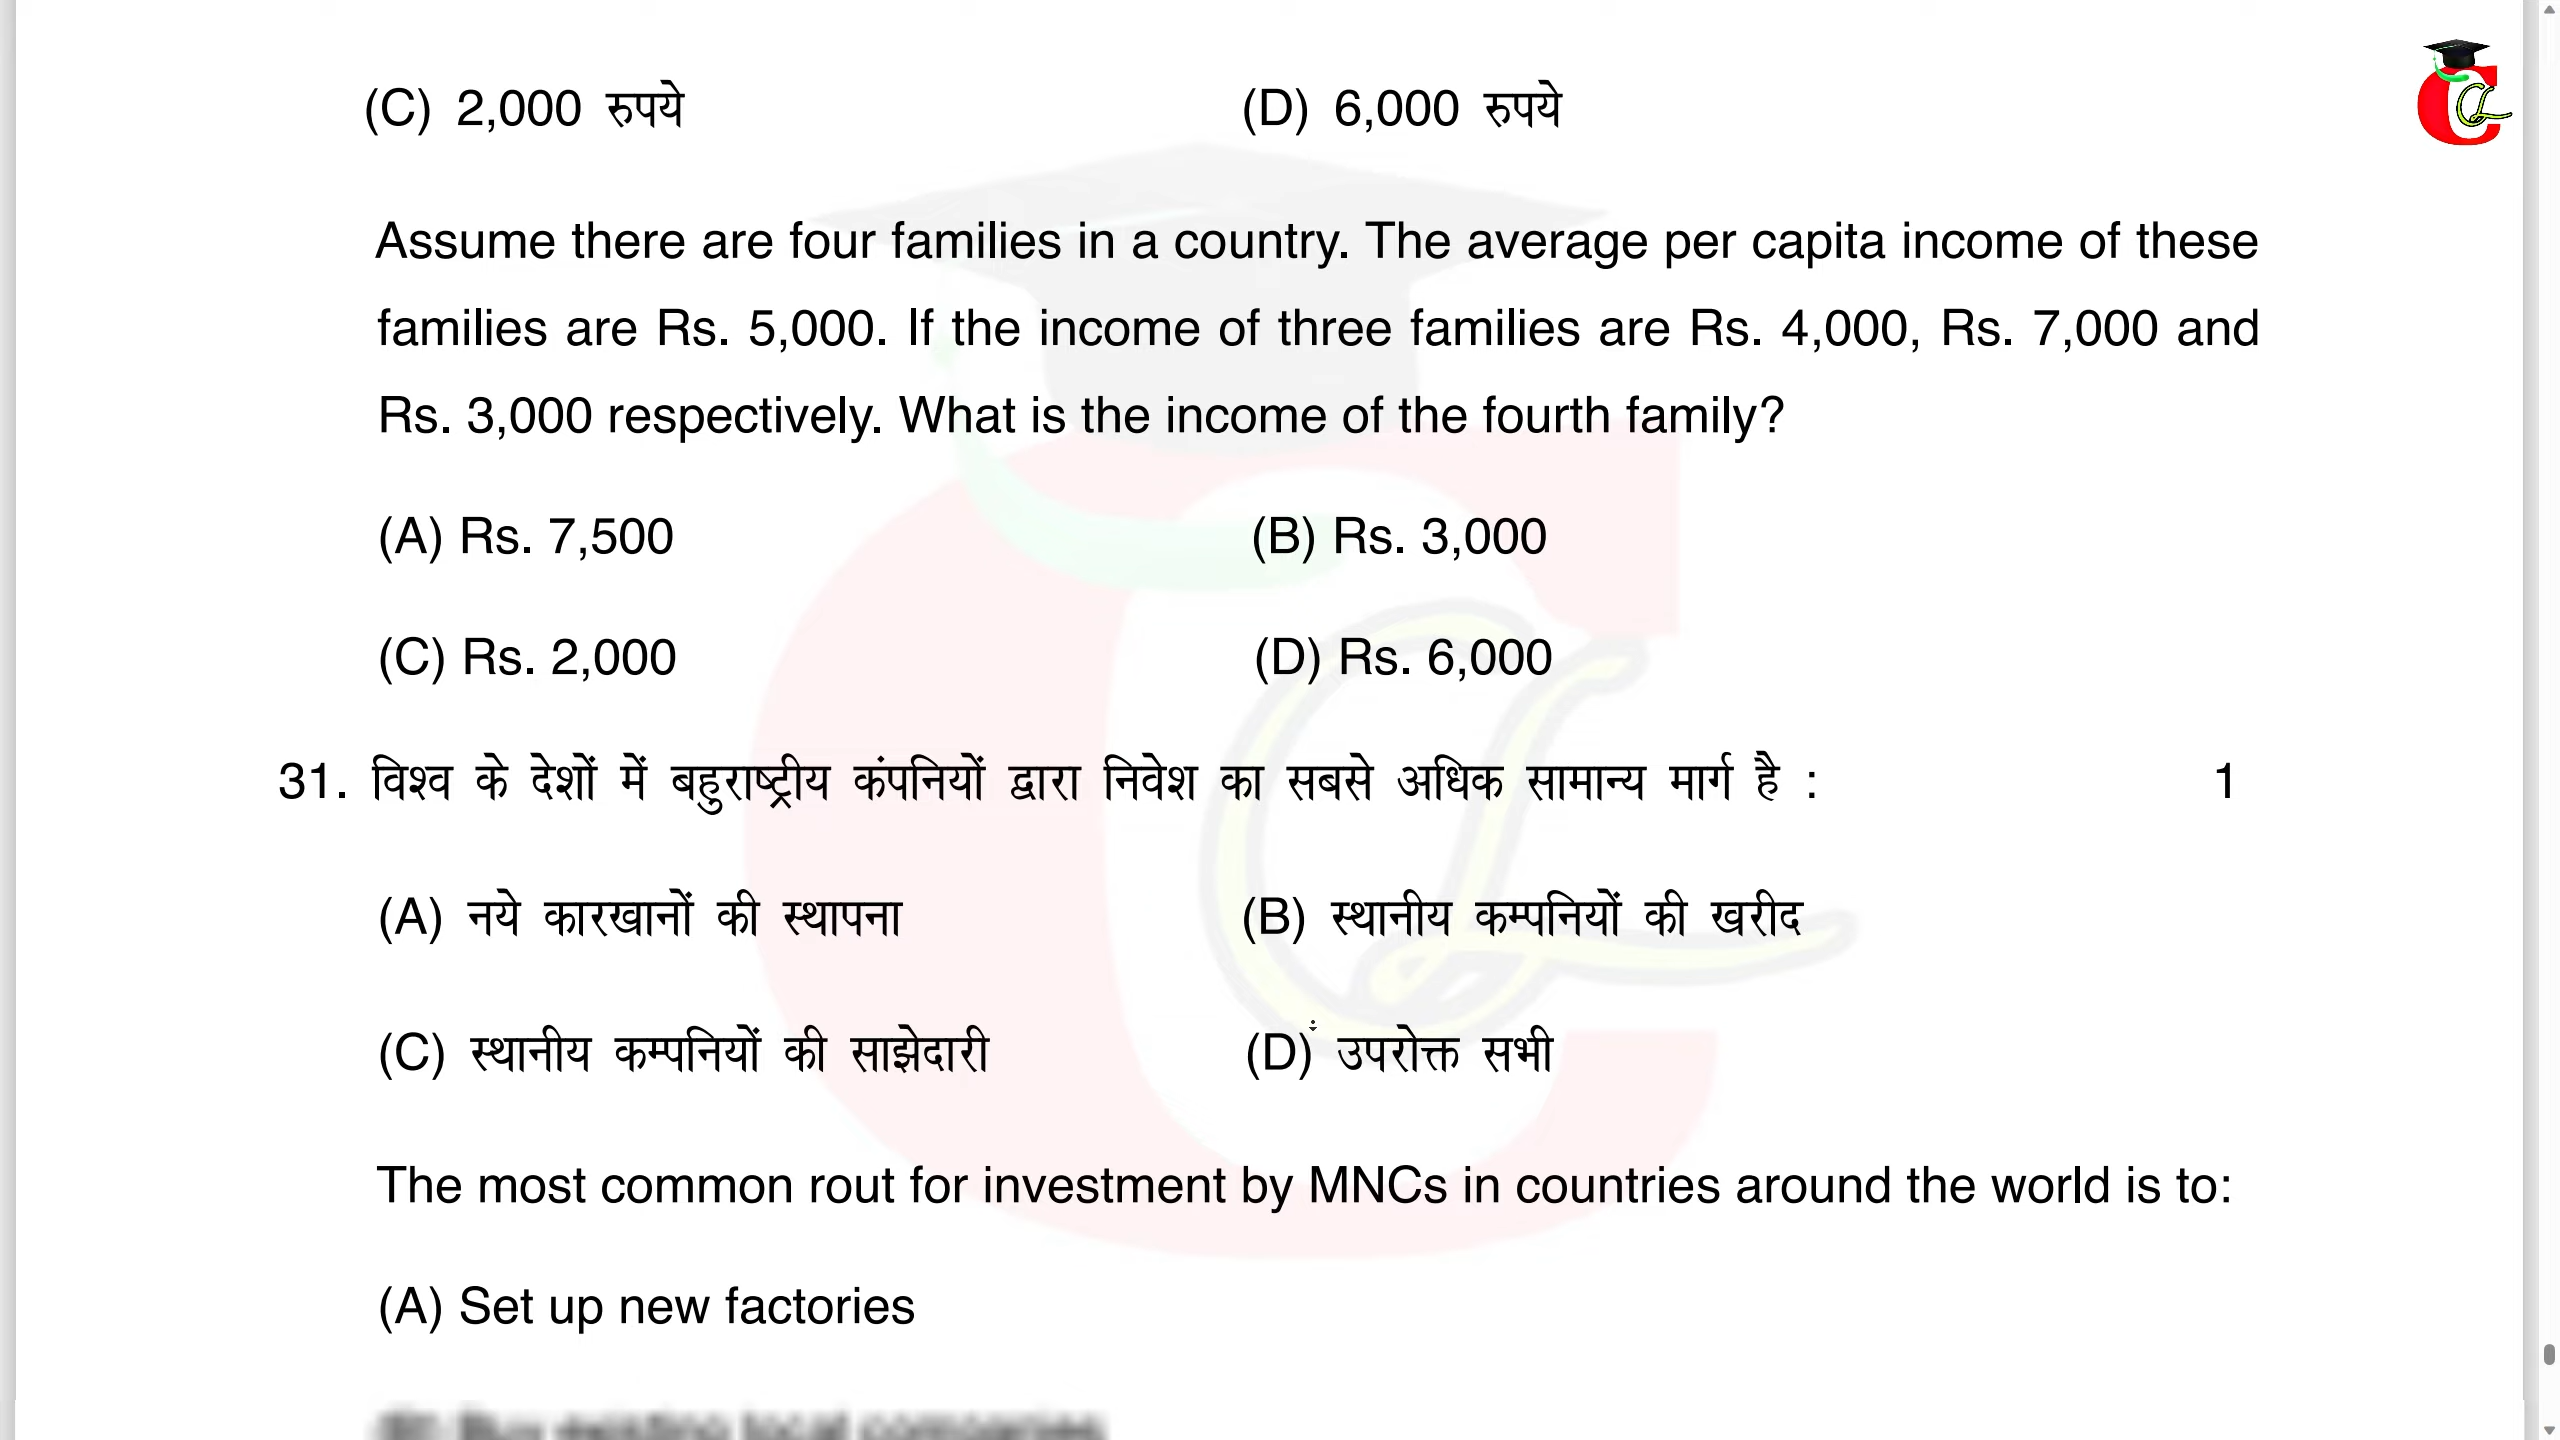 (C) 2,000 रुपये (D) 6,000 रुपये
Assume there are four families in a country. The average per capita income of these
families are Rs. 5,000. If the income of three families are Rs. 4,000, Rs. 7,000 and
Rs. 3,000 respectively. What is the income of the fourth family?
(A) Rs. 7,500 (B) Rs. 3,000
(C) Rs. 2,000 (D) Rs. 6,000
31. विश्व के देशों में बहुराष्ट्रीय कंपनियों द्वारा निवेश का सबसे अधिक सामान्य मार्ग है : 1
(A) नये कारखानों की स्थापना (B) स्थानीय कम्पनियों की खरीद
(C) स्थानीय कम्पनियों की साझेदारी (D) उपरोक्त सभी
The most common rout for investment by MNCs in countries around the world is to:
(A) Set up new factories
(B) Buy existing local companies